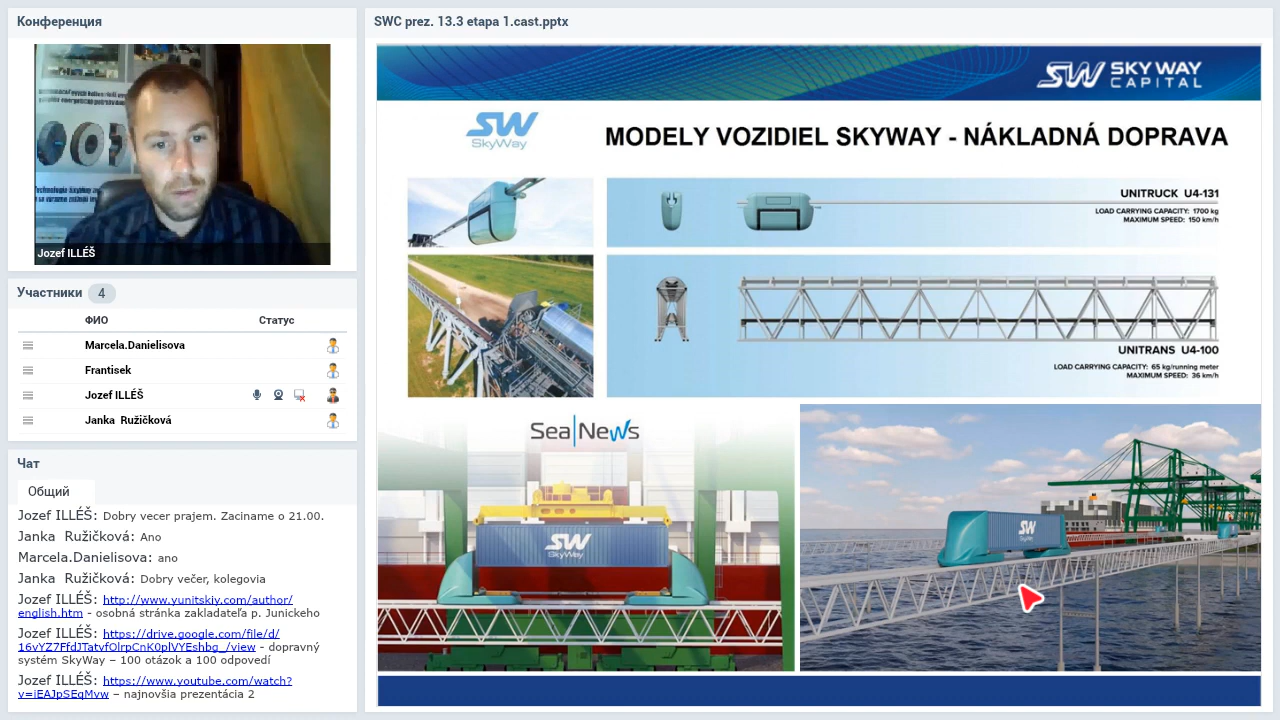 Конференция
Jozef ILLÉŠ
Участники 4
ФИО Статус
Marcela.Danielisova
Frantisek
Jozef ILLÉŠ
Janka Ružičková
Чат
Общий
Jozef ILLÉŠ: Dobry vecer prajem. Zaciname o 21.00.
Janka Ružičková: Ano
Marcela.Danielisova: ano
Janka Ružičková: Dobry večer, kolegovia
Jozef ILLÉŠ: http://www.yunitskiy.com/author/
english.htm - osobná stránka zakladateľa p. Junickeho
Jozef ILLÉŠ: https://drive.google.com/file/d/
16vYZ7FfdJTatvfOlrpCnK0plVYEshbg_/view - dopravný
systém SkyWay – 100 otázok a 100 odpovedí
Jozef ILLÉŠ: https://www.youtube.com/watch?
v=iEAJpSEqMvw – najnovšia prezentácia 2
SWC prez. 13.3 etapa 1.cast.pptx
SW SKY WAY
CAPITAL
SW
SkyWay
MODELY VOZIDIEL SKYWAY - NÁKLADNÁ DOPRAVA
UNITRUCK U4-131
LOAD CARRYING CAPACITY: 1700 kg
MAXIMUM SPEED: 150 km/h
UNITRANS U4-100
LOAD CARRYING CAPACITY: 65 kg/running meter
MAXIMUM SPEED: 36 km/h
Sea News
SW
SkyWay
SW
SkyWay